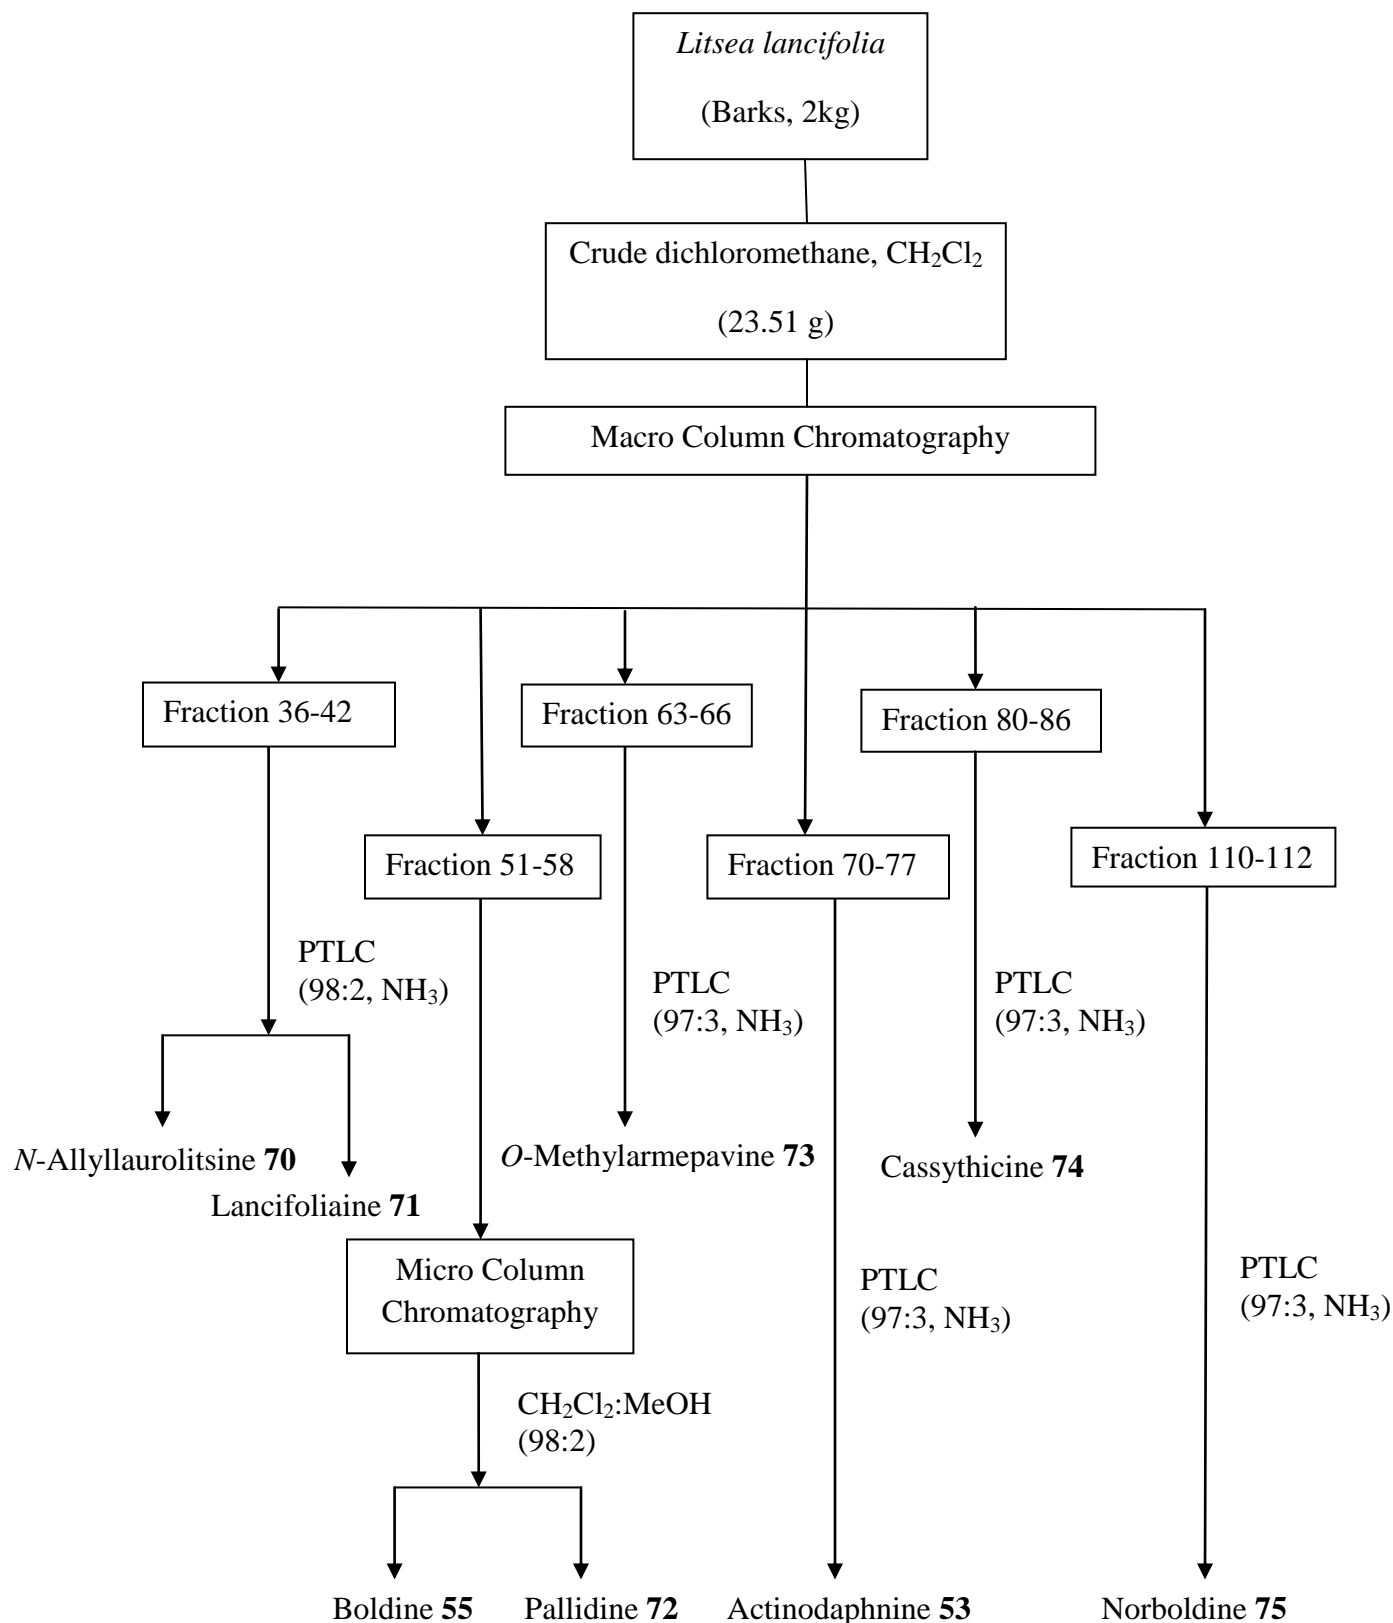 Litsea lancifolia
(Barks, 2kg)
Crude dichloromethane, CH₂Cl₂
(23.51 g)
Macro Column Chromatography
Fraction 36-42
Fraction 63-66
Fraction 80-86
Fraction 51-58
Fraction 70-77
Fraction 110-112
PTLC
(98:2, NH₃)
PTLC
(97:3, NH₃)
PTLC
(97:3, NH₃)
N-Allyllaurolitsine 70
Lancifoliaine 71
O-Methylarmepavine 73
Cassythicine 74
Micro Column
Chromatography
PTLC
(97:3, NH₃)
PTLC
(97:3, NH₃)
CH₂Cl₂:MeOH
(98:2)
Boldine 55
Pallidine 72
Actinodaphnine 53
Norboldine 75